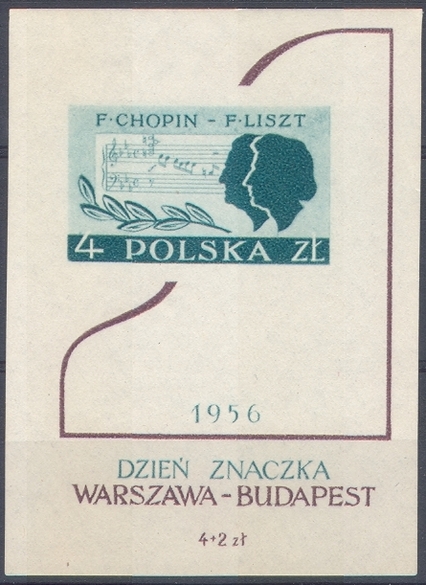 F·CHOPIN – F·LISZT
4 POLSKA ZŁ
1956
DZIEŃ ZNACZKA
WARSZAWA-BUDAPEST
4+2 zł